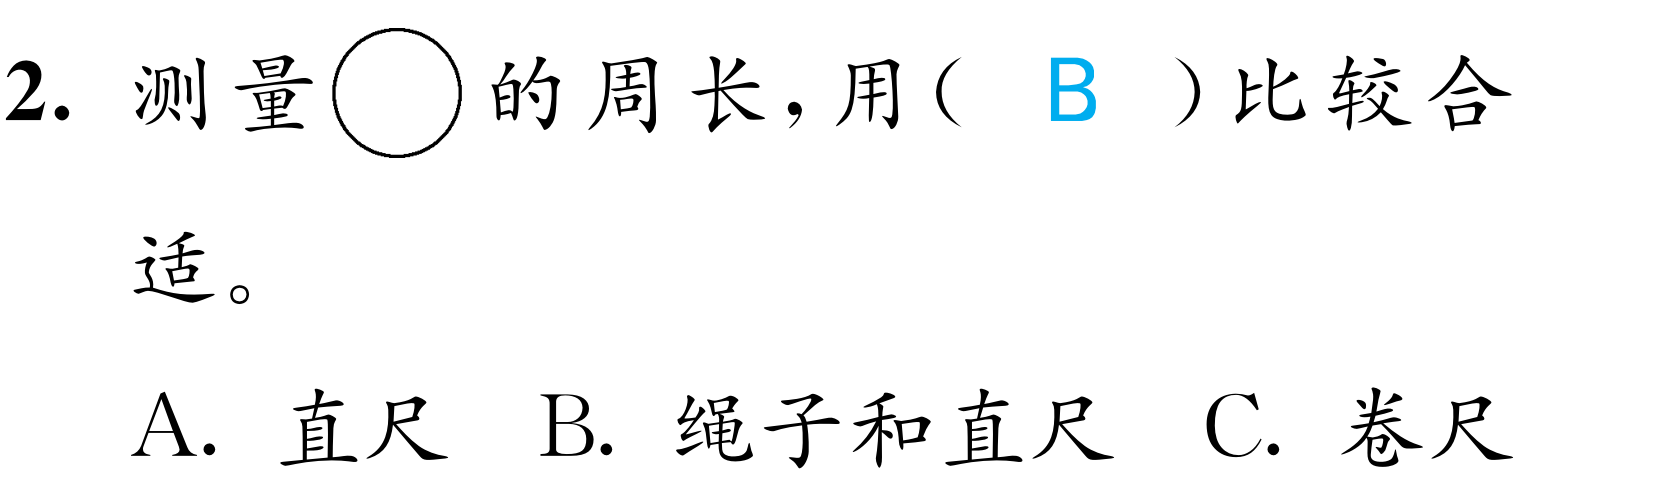 2. 测量 的周长,用( B )比较合
适。
A. 直尺 B. 绳子和直尺 C. 卷尺